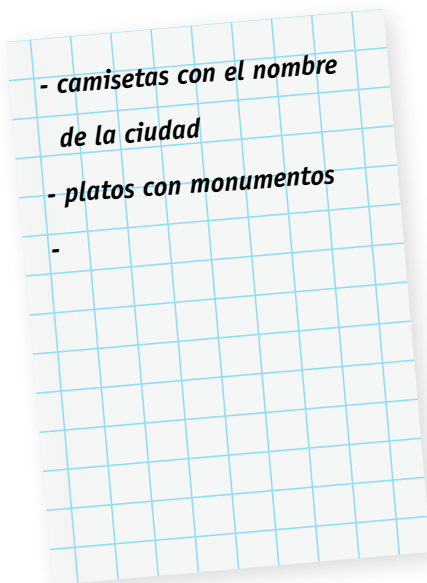 - camisetas con el nombre
de la ciudad
- platos con monumentos
-